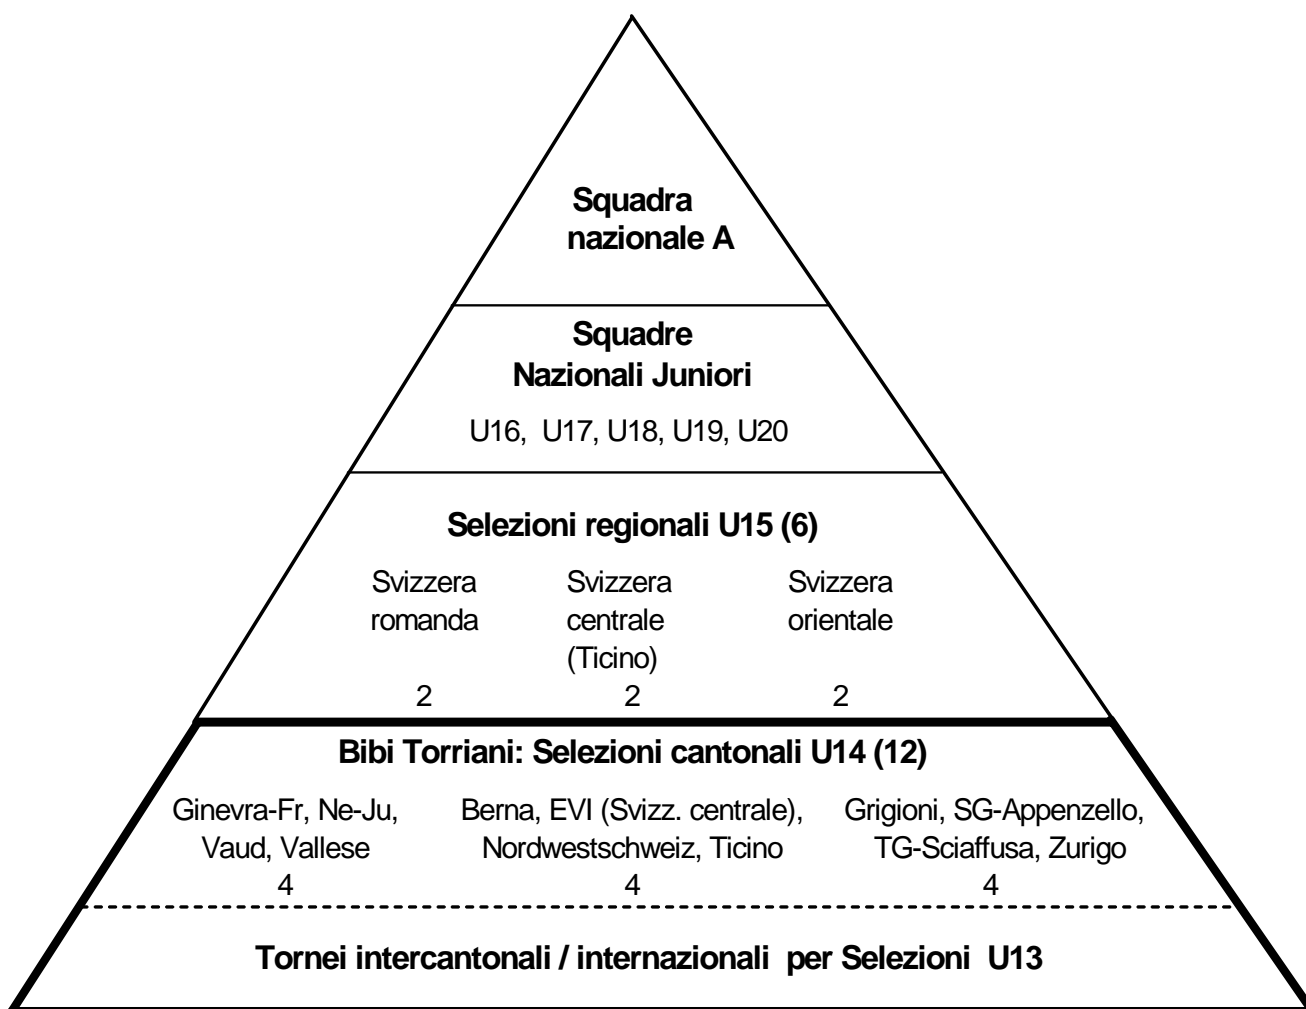 Squadra
nazionale A
Squadre
Nazionali Juniori
U16, U17, U18, U19, U20
Selezioni regionali U15 (6)
Svizzera
romanda
2
Svizzera
centrale
(Ticino)
2
Svizzera
orientale
2
Bibi Torriani: Selezioni cantonali U14 (12)
Ginevra-Fr, Ne-Ju,
Vaud, Vallese
4
Berna, EVI (Svizz. centrale),
Nordwestschweiz, Ticino
4
Grigioni, SG-Appenzello,
TG-Sciaffusa, Zurigo
4
Tornei intercantonali / internazionali per Selezioni U13